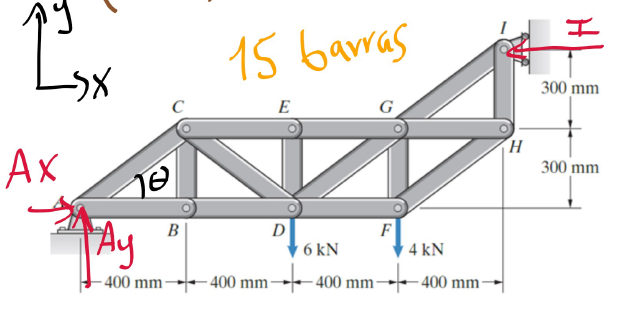 y
x
15 barras
I
I
300 mm
C
E
G
H
300 mm
Ax
θ
Ay
B
D
F
6 kN
4 kN
400 mm
400 mm
400 mm
400 mm